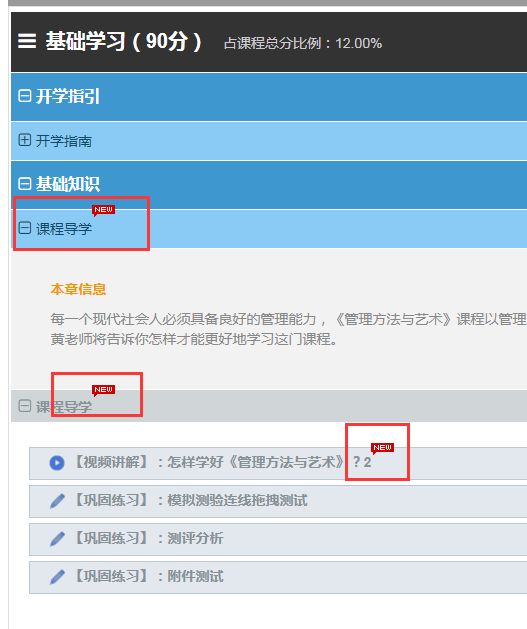 基础学习（90分） 占课程总分比例：12.00%
开学指引
开学指南
基础知识
NEW
课程导学
本章信息
每一个现代社会人必须具备良好的管理能力，《管理方法与艺术》课程以管理
黄老师将告诉你怎样才能更好地学习这门课程。
NEW
课程导学
NEW
【视频讲解】：怎样学好《管理方法与艺术》？2
【巩固练习】：模拟测验连线拖拽测试
【巩固练习】：测评分析
【巩固练习】：附件测试